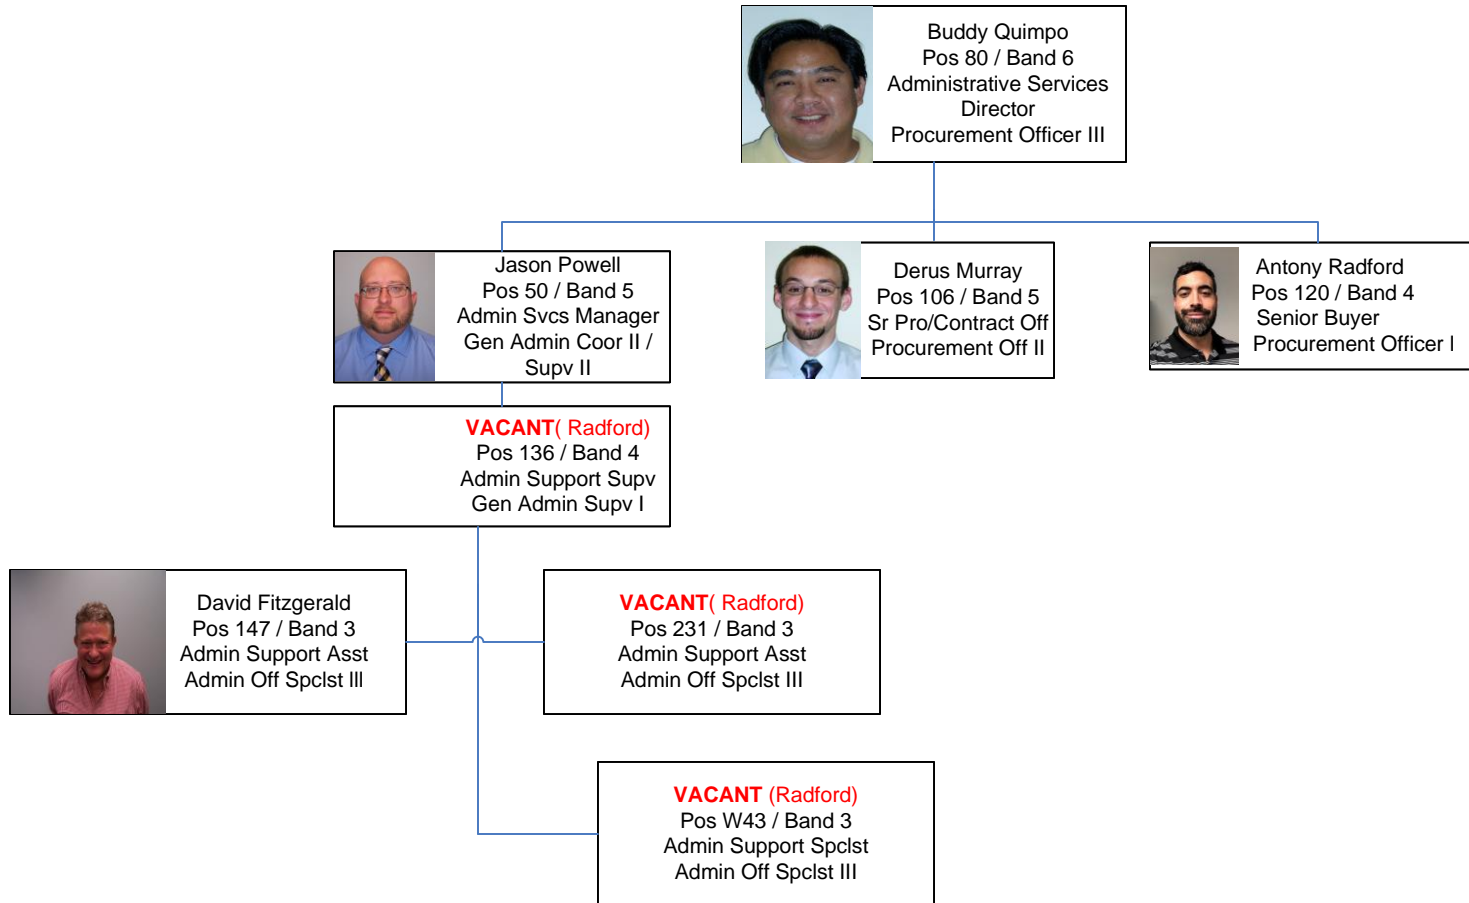 Buddy Quimpo
Pos 80 / Band 6
Administrative Services
Director
Procurement Officer III
Jason Powell
Pos 50 / Band 5
Admin Svcs Manager
Gen Admin Coor II /
Supv II
Derus Murray
Pos 106 / Band 5
Sr Pro/Contract Off
Procurement Off II
Antony Radford
Pos 120 / Band 4
Senior Buyer
Procurement Officer I
VACANT( Radford)
Pos 136 / Band 4
Admin Support Supv
Gen Admin Supv I
David Fitzgerald
Pos 147 / Band 3
Admin Support Asst
Admin Off Spclst III
VACANT( Radford)
Pos 231 / Band 3
Admin Support Asst
Admin Off Spclst III
VACANT (Radford)
Pos W43 / Band 3
Admin Support Spclst
Admin Off Spclst III